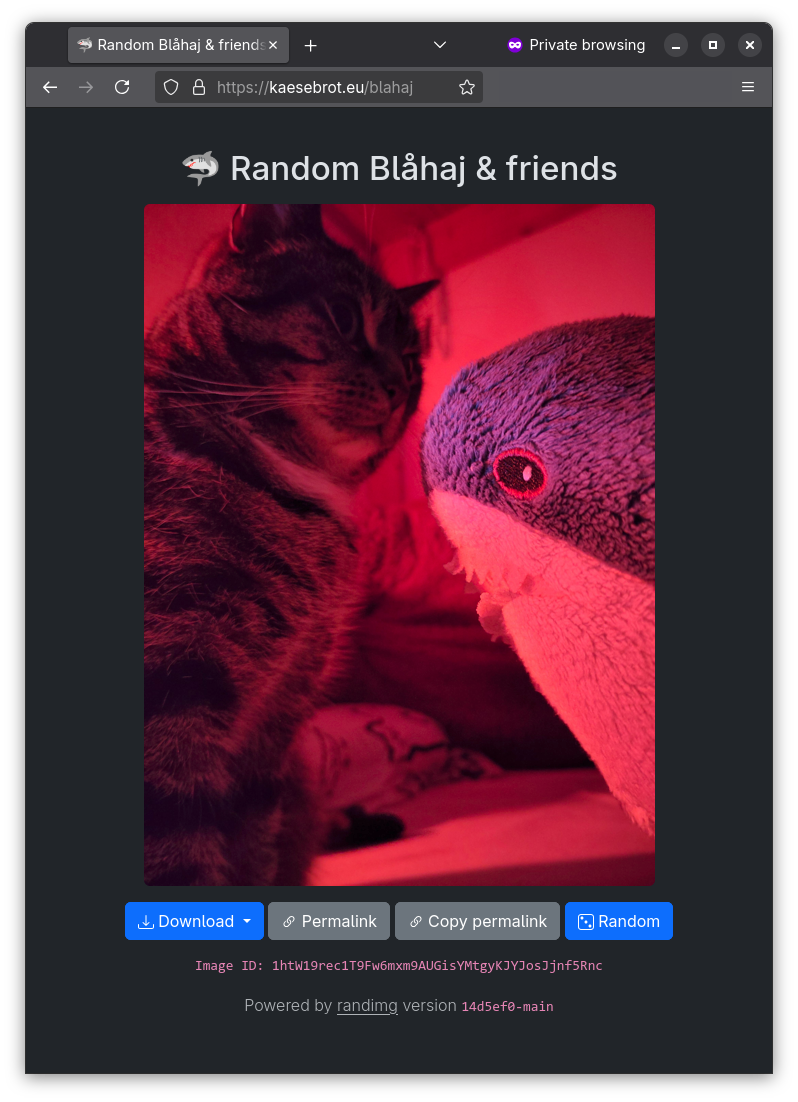 Random Blåhaj & friends
Private browsing
https://kaesebrot.eu/blahaj
Random Blåhaj & friends
Download
Permalink
Copy permalink
Random
Image ID: 1htW19rec1T9Fw6mxm9AUGisYMtgyKJYJosJjnf5Rnc
Powered by randimg version 14d5ef0-main